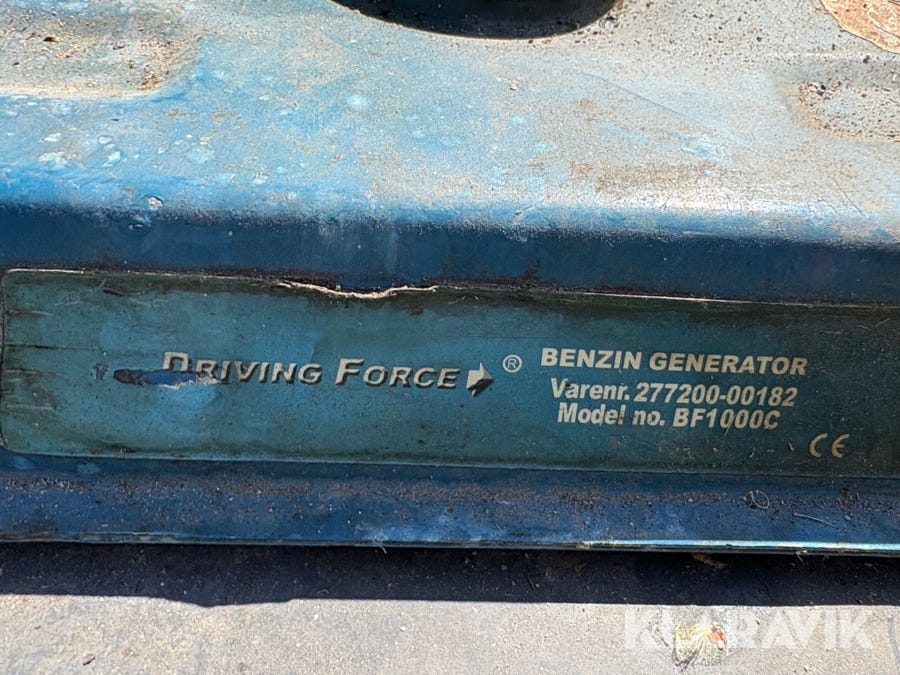 DRIVING FORCE ®
BENZIN GENERATOR
Varenr. 277200-00182
Model no. BF1000C
CE
KLARAVIK